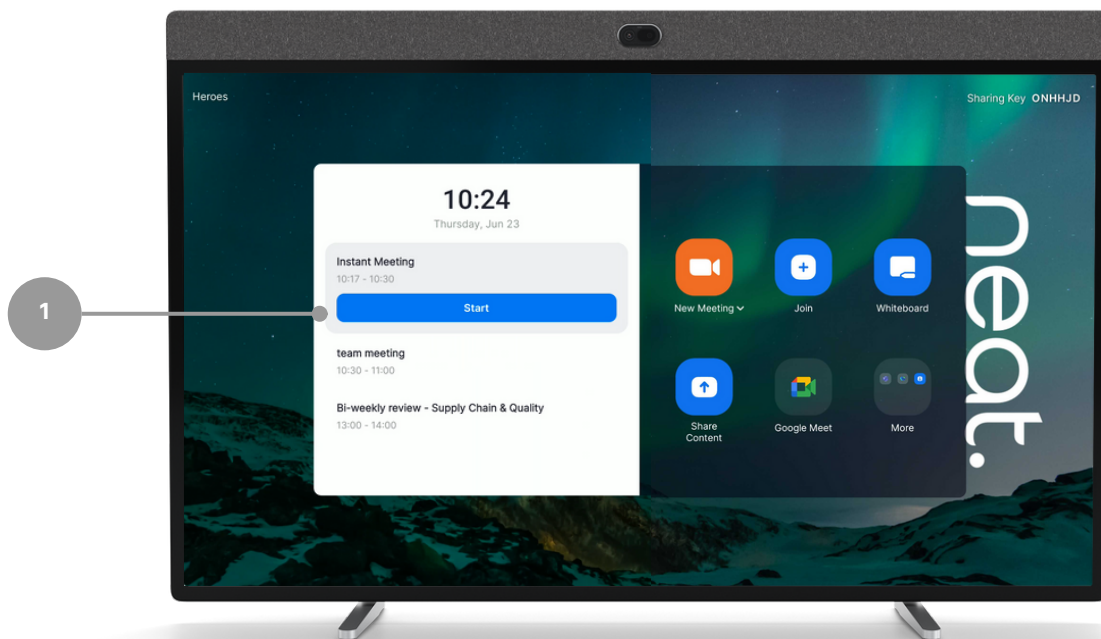 Heroes
Sharing Key ONHHJD
10:24
Thursday, Jun 23
Instant Meeting
10:17 - 10:30
Start
team meeting
10:30 - 11:00
Bi-weekly review - Supply Chain & Quality
13:00 - 14:00
New Meeting
Join
Whiteboard
Share
Content
Google Meet
More
neat.
1